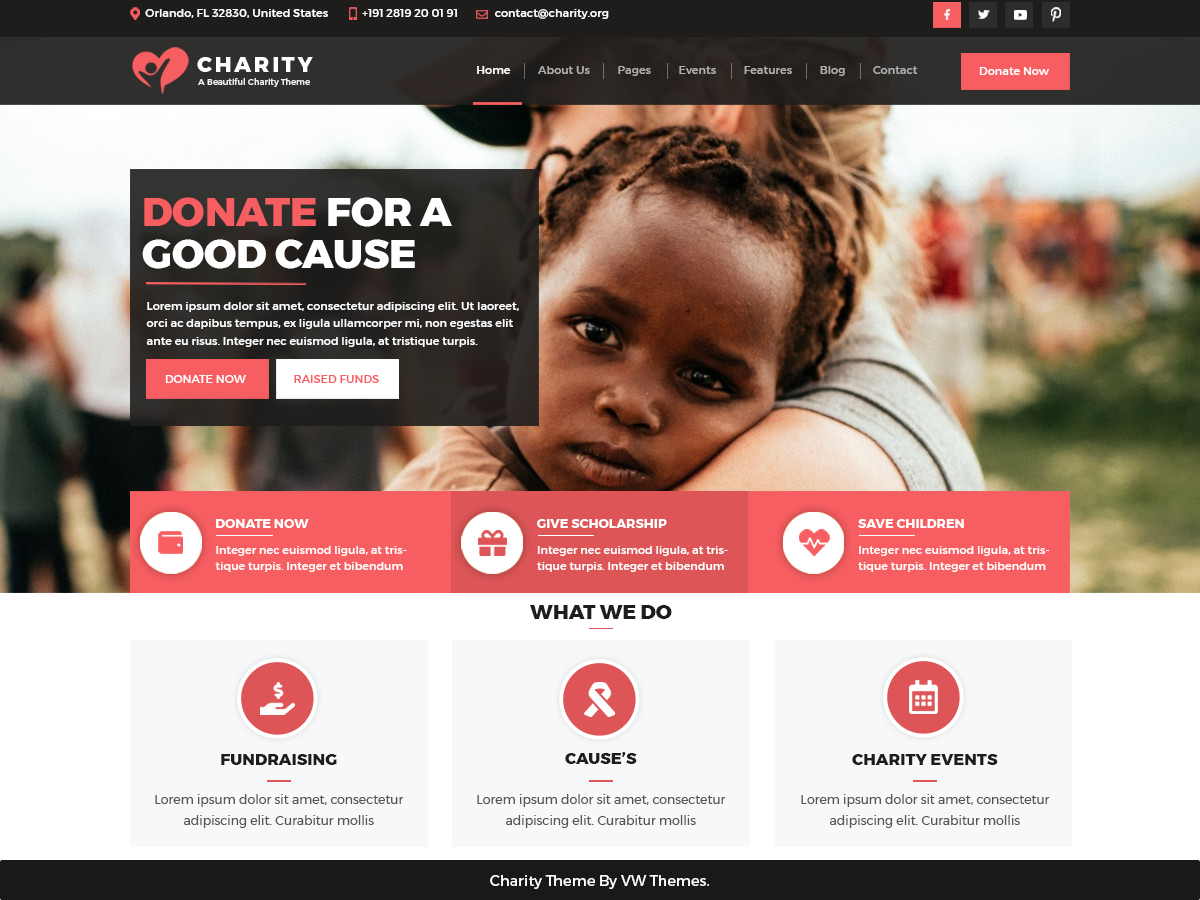 Orlando, FL 32830, United States +191 2819 20 01 91 contact@charity.org
CHARITY
A Beautiful Charity Theme
Home About Us Pages Events Features Blog Contact Donate Now
DONATE FOR A
GOOD CAUSE
Lorem ipsum dolor sit amet, consectetur adipiscing elit. Ut laoreet,
orci ac dapibus tempus, ex ligula ullamcorper mi, non egestas elit
ante eu risus. Integer nec euismod ligula, at tristique turpis.
DONATE NOW RAISED FUNDS
DONATE NOW
Integer nec euismod ligula, at tris-
tique turpis. Integer et bibendum
GIVE SCHOLARSHIP
Integer nec euismod ligula, at tris-
tique turpis. Integer et bibendum
SAVE CHILDREN
Integer nec euismod ligula, at tris-
tique turpis. Integer et bibendum
WHAT WE DO
FUNDRAISING
Lorem ipsum dolor sit amet, consectetur
adipiscing elit. Curabitur mollis
CAUSE’S
Lorem ipsum dolor sit amet, consectetur
adipiscing elit. Curabitur mollis
CHARITY EVENTS
Lorem ipsum dolor sit amet, consectetur
adipiscing elit. Curabitur mollis
Charity Theme By VW Themes.